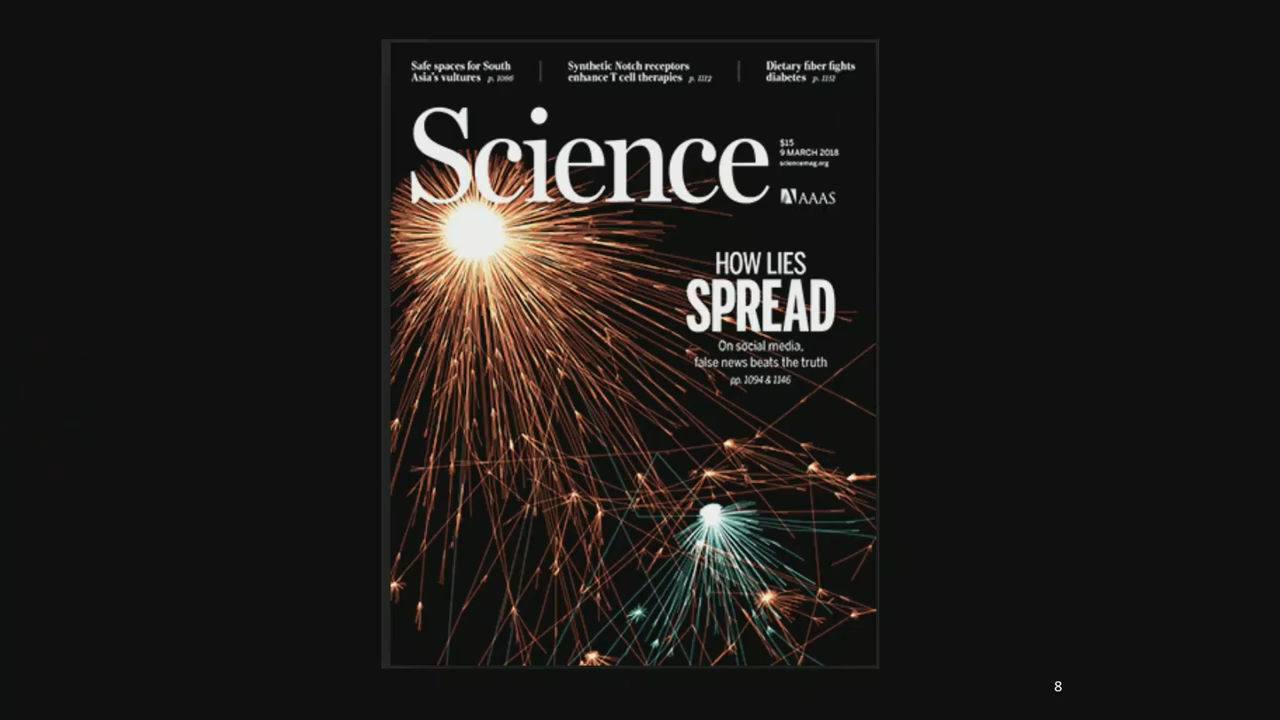 Safe spaces for South
Asia's vultures p. 1086
Synthetic Notch receptors
enhance T cell therapies p. 1112
Dietary fiber fights
diabetes p. 1151
Science
$15
9 MARCH 2018
sciencemag.org
AAAS
HOW LIES
SPREAD
On social media,
false news beats the truth
pp. 1094 & 1146
8